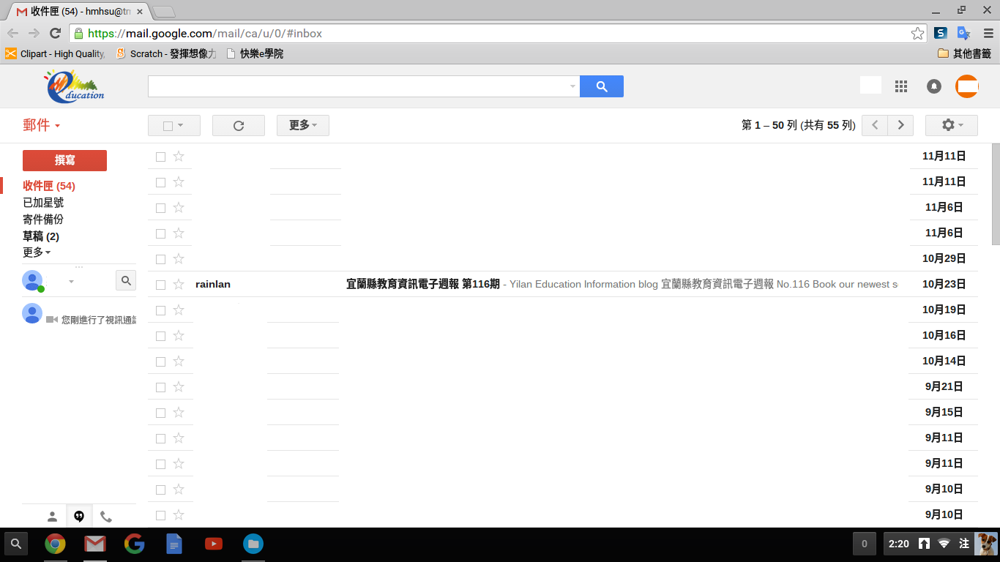 收件匣 (54) - hmhsu@tn
https://mail.google.com/mail/ca/u/0/#inbox
Clipart - High Quality,
Scratch - 發揮想像力
快樂e學院
其他書籤
education
郵件
更多
第 1 – 50 列 (共有 55 列)
撰寫
收件匣 (54)
已加星號
寄件備份
草稿 (2)
更多
您剛進行了視訊通話
11月11日
11月11日
11月6日
11月6日
10月29日
rainlan 宜蘭縣教育資訊電子週報 第116期 - Yilan Education Information blog 宜蘭縣教育資訊電子週報 No.116 Book our newest s 10月23日
10月19日
10月16日
10月14日
9月21日
9月15日
9月11日
9月11日
9月10日
9月10日
0
2:20
注